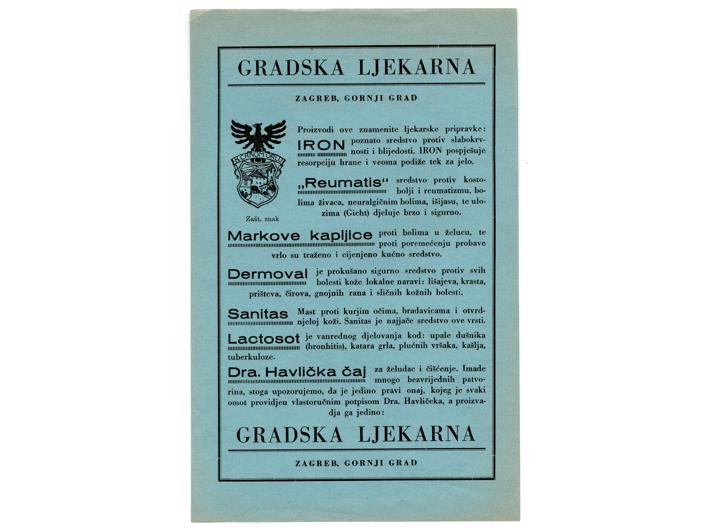 GRADSKA LJEKARNA
ZAGREB, GORNJI GRAD
Proizvodi ove znamenite ljekarske pripravke:
IRON poznato sredstvo protiv slabokrv-
nosti i blijedosti. IRON pospješuje
resorpciju hrane i veoma podiže tek za jelo.
„Reumatis“ sredstvo protiv kosto-
bolji i reumatizmu, bo-
lima živaca, neuralgičnim bolima, išijasu, te ulo-
zima (Gicht) djeluje brzo i sigurno.
Zašt. znak
Markove kapljice proti bolima u želucu, te
proti poremećenju probave
vrlo su traženo i cijenjeno kućno sredstvo.
Dermoval je prokušano sigurno sredstvo protiv svih
bolesti kože lokalne naravi: lišajeva, krasta,
prišteva, čirova, gnojnih rana i sličnih kožnih bolesti.
Sanitas Mast proti kurjim očima, bradavicama i otvrd-
njeloj koži. Sanitas je najjače sredstvo ove vrsti.
Lactosot je vanrednog djelovanja kod: upale dušnika
(bronhitis), katara grla, plućnih vršaka, kašlja,
tuberkuloze.
Dra. Havlička čaj za želudac i čišćenje. Imade
mnogo bezvrijednih patvo-
rina, stoga upozorujemo, da je jedino pravi onaj, kojeg je svaki
omot providjen vlastoručnim potpisom Dra. Havličeka, a proizva-
dja ga jedino:
GRADSKA LJEKARNA
ZAGREB, GORNJI GRAD